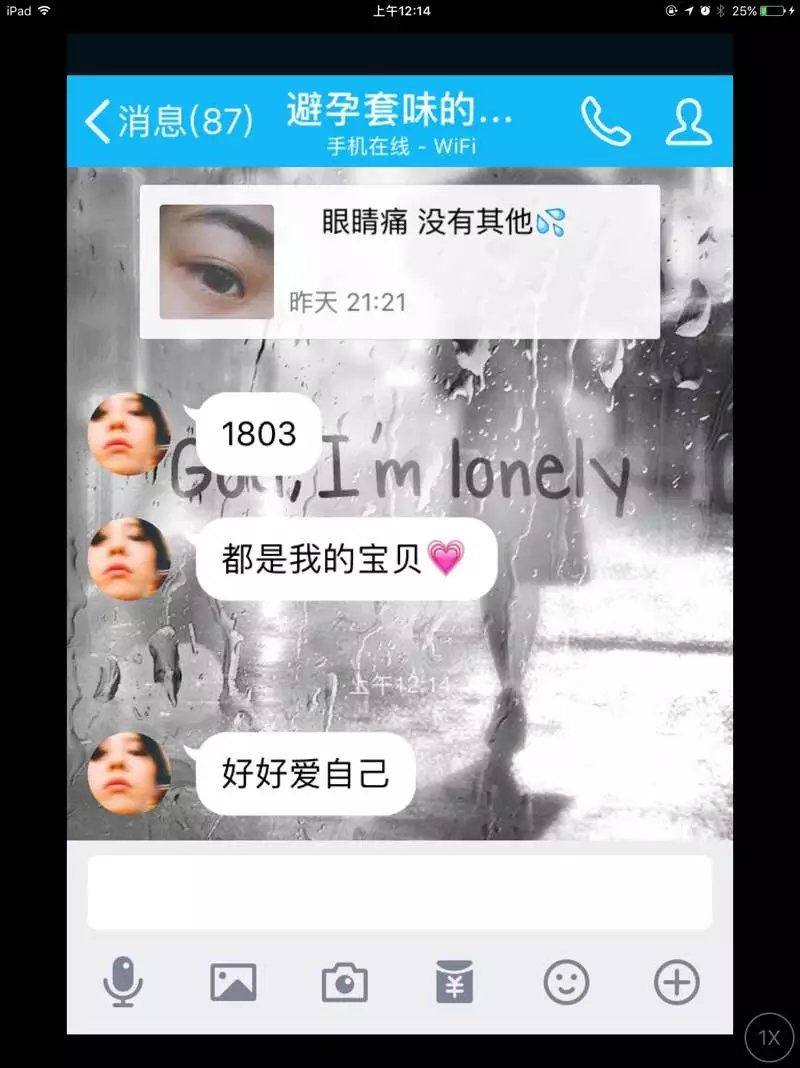 iPad 上午12:14 25%
消息(87) 避孕套味的...
手机在线 - WiFi
眼睛痛 没有其他💦
昨天 21:21
1803
God, I'm lonely
都是我的宝贝💗
上午12:14
好好爱自己
¥
1X